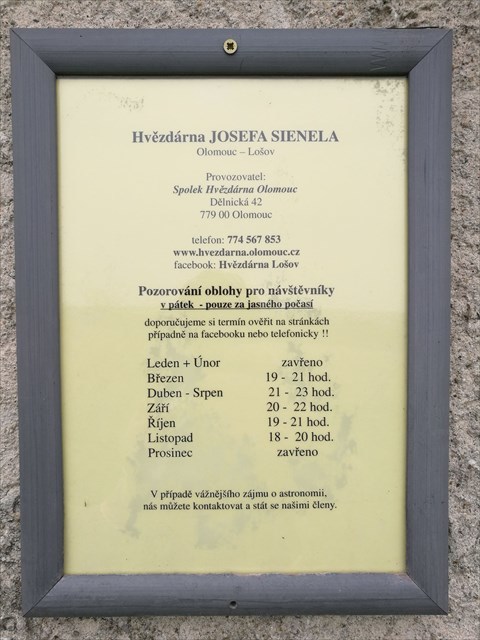 Hvězdárna JOSEFA SIENELA
Olomouc – Lošov
Provozovatel:
Spolek Hvězdárna Olomouc
Dělnická 42
779 00 Olomouc
telefon: 774 567 853
www.hvezdarna.olomouc.cz
facebook: Hvězdárna Lošov
Pozorování oblohy pro návštěvníky
v pátek - pouze za jasného počasí
doporučujeme si termín ověřit na stránkách
případně na facebooku nebo telefonicky !!
Leden + Únor zavřeno
Březen 19 - 21 hod.
Duben - Srpen 21 - 23 hod.
Září 20 - 22 hod.
Říjen 19 - 21 hod.
Listopad 18 - 20 hod.
Prosinec zavřeno
V případě vážnějšího zájmu o astronomii,
nás můžete kontaktovat a stát se našimi členy.